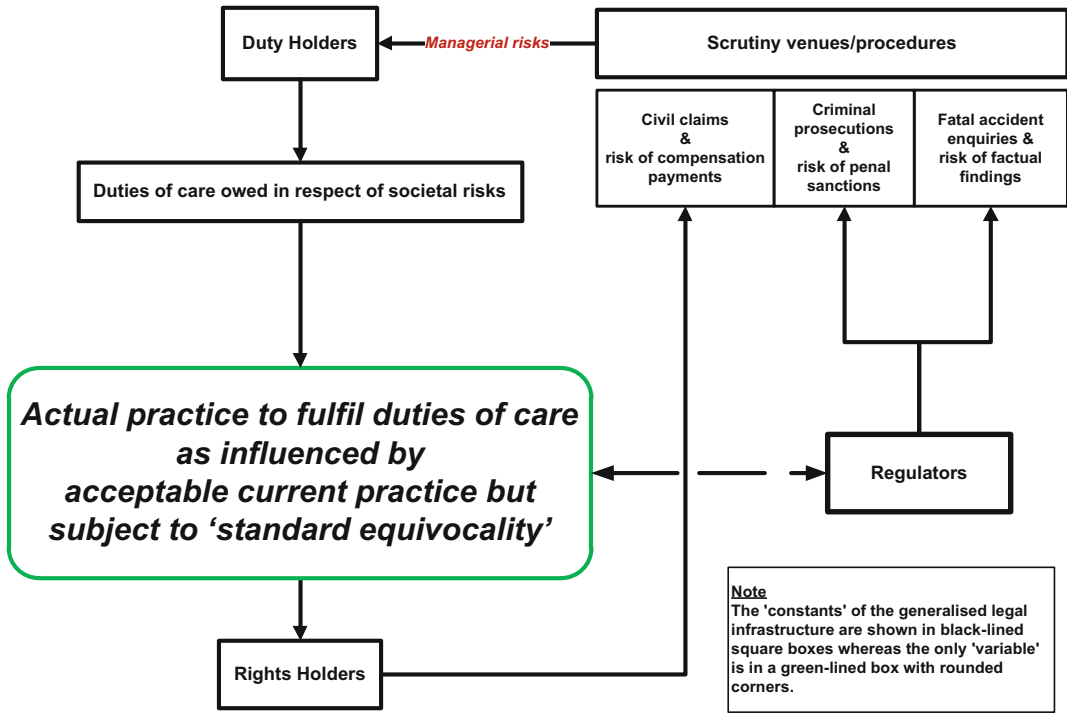 Duty Holders
Managerial risks
Scrutiny venues/procedures
Civil claims
&
risk of compensation
payments
Criminal
prosecutions
&
risk of penal
sanctions
Fatal accident
enquiries &
risk of factual
findings
Duties of care owed in respect of societal risks
Actual practice to fulfil duties of care
as influenced by
acceptable current practice but
subject to ‘standard equivocality’
Regulators
Rights Holders
Note
The 'constants' of the generalised legal
infrastructure are shown in black-lined
square boxes whereas the only 'variable'
is in a green-lined box with rounded
corners.